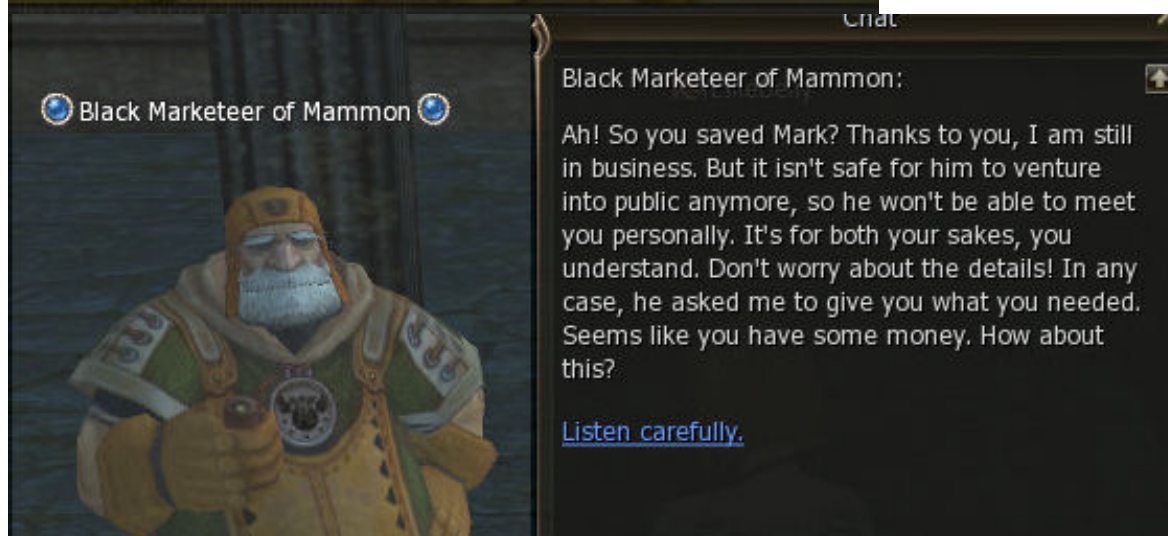 Chat
Black Marketeer of Mammon
Black Marketeer of Mammon:
Ah! So you saved Mark? Thanks to you, I am still
in business. But it isn't safe for him to venture
into public anymore, so he won't be able to meet
you personally. It's for both your sakes, you
understand. Don't worry about the details! In any
case, he asked me to give you what you needed.
Seems like you have some money. How about
this?
Listen carefully.